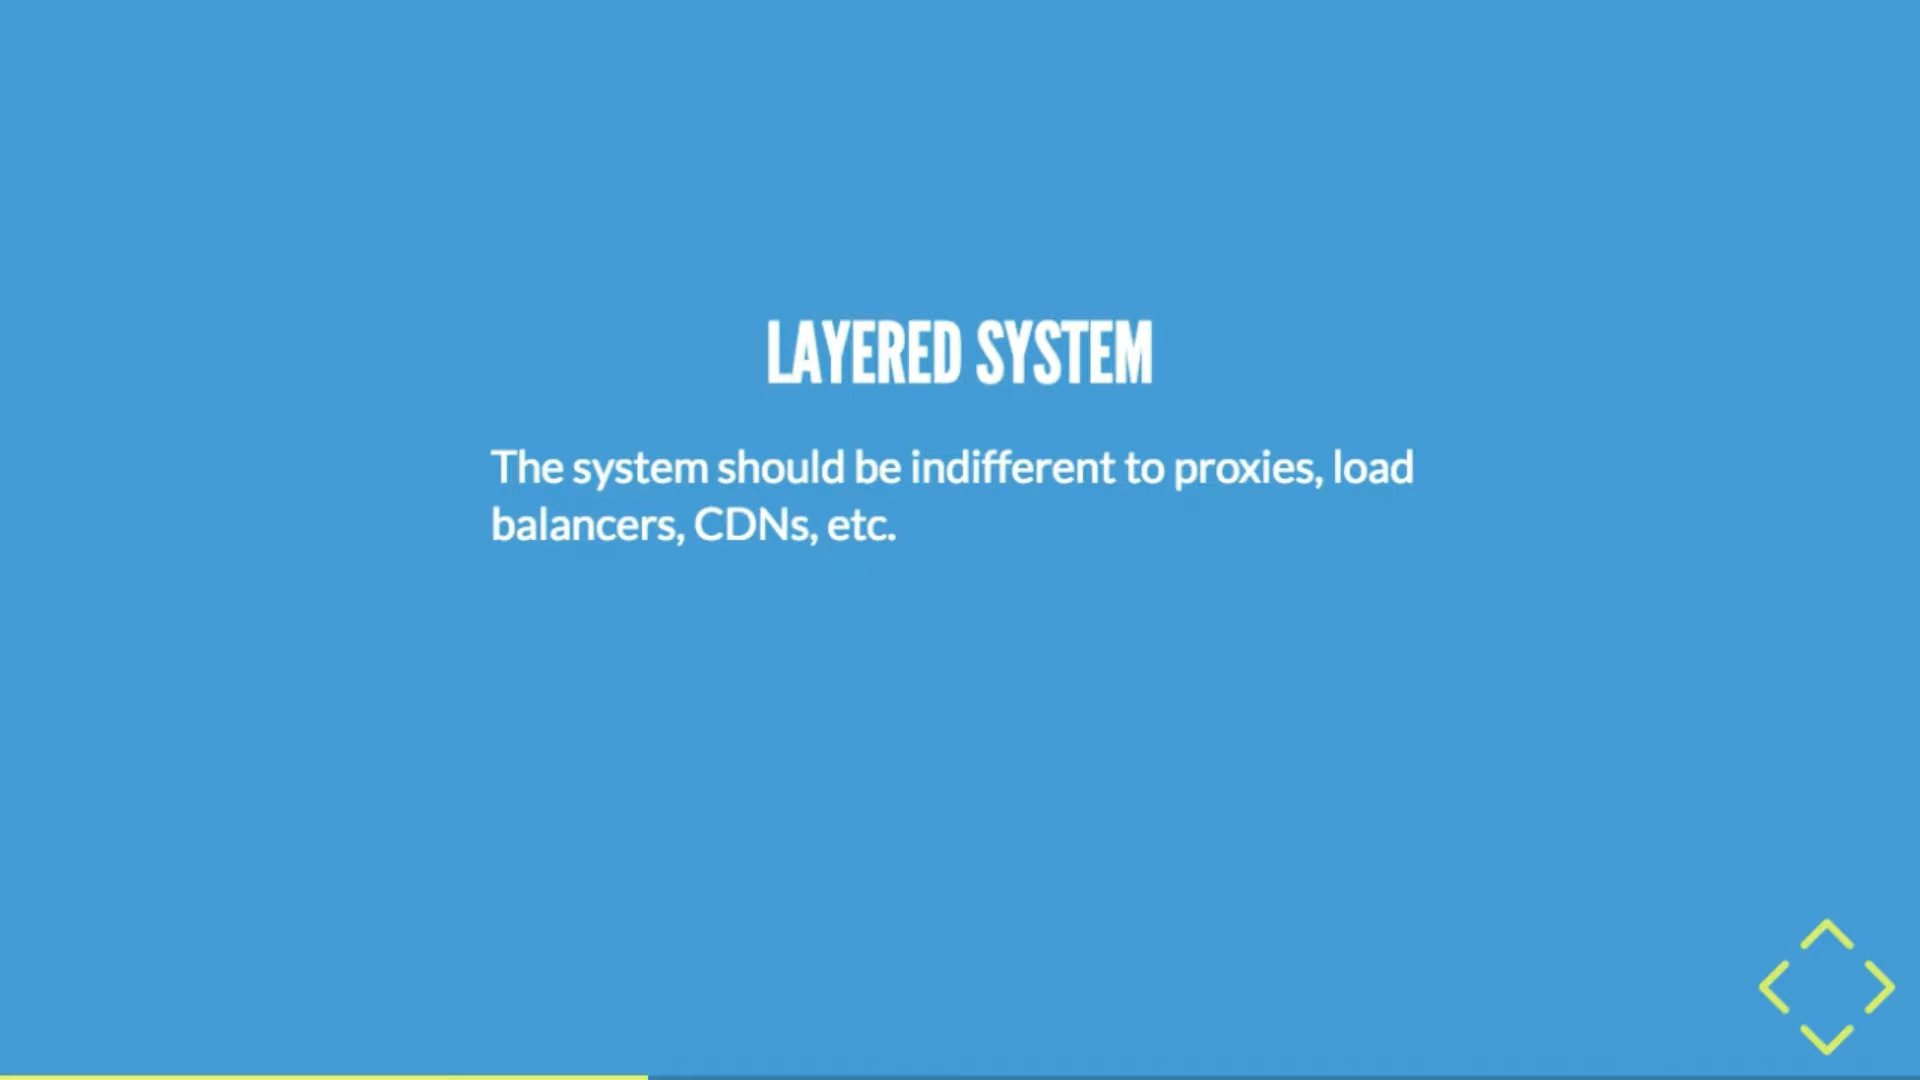 LAYERED SYSTEM
The system should be indifferent to proxies, load
balancers, CDNs, etc.